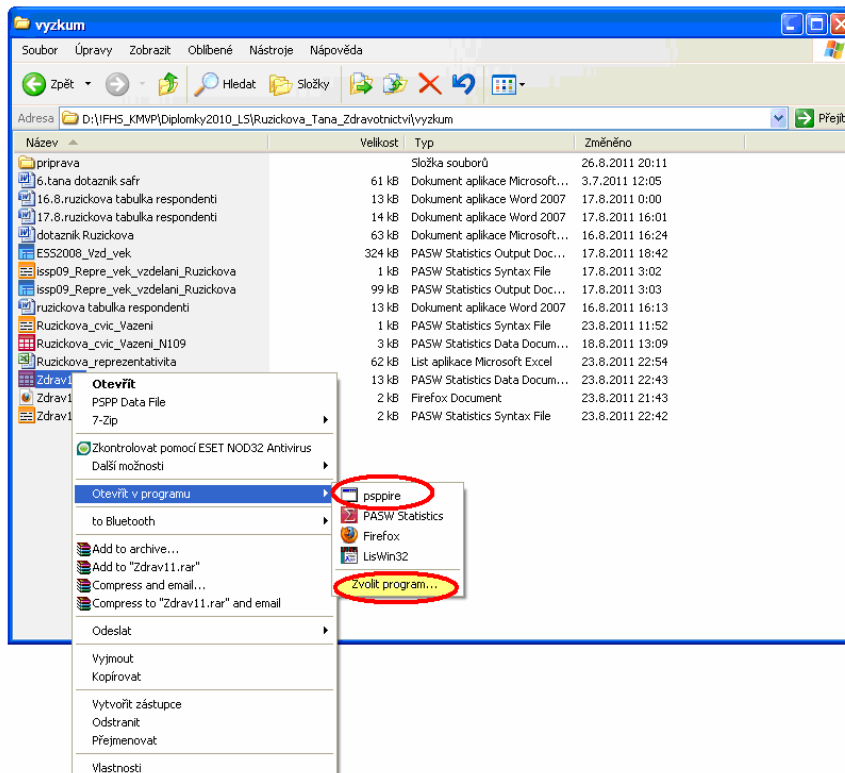 vyzkum
Soubor Úpravy Zobrazit Oblíbené Nástroje Nápověda
Zpět Hledat Složky
Adresa D:\!FHS_KMVP\Diplomky2010_LS\Ruzickova_Tana_Zdravotnictvi\vyzkum Přejít
Název Velikost Typ Změněno
priprava Složka souborů 26.8.2011 20:11
6.tana dotaznik safr 61 kB Dokument aplikace Microsoft... 3.7.2011 12:05
16.8.ruzickova tabulka respondenti 13 kB Dokument aplikace Word 2007 17.8.2011 0:00
17.8.ruzickova tabulka respondenti 14 kB Dokument aplikace Word 2007 17.8.2011 16:01
dotaznik Ruzickova 63 kB Dokument aplikace Microsoft... 16.8.2011 16:24
ESS2008_Vzd_vek 324 kB PASW Statistics Output Doc... 17.8.2011 18:42
issp09_Repre_vek_vzdelani_Ruzickova 1 kB PASW Statistics Syntax File 17.8.2011 3:02
issp09_Repre_vek_vzdelani_Ruzickova 99 kB PASW Statistics Output Doc... 17.8.2011 3:03
ruzickova tabulka respondenti 13 kB Dokument aplikace Word 2007 16.8.2011 16:13
Ruzickova_cvic_Vazeni 1 kB PASW Statistics Syntax File 23.8.2011 11:52
Ruzickova_cvic_Vazeni_N109 3 kB PASW Statistics Data Docum... 18.8.2011 13:09
Ruzickova_reprezentativita 62 kB List aplikace Microsoft Excel 23.8.2011 22:54
Zdrav1 13 kB PASW Statistics Data Docum... 23.8.2011 22:43
Zdrav1 2 kB Firefox Document 23.8.2011 21:43
Zdrav1 2 kB PASW Statistics Syntax File 23.8.2011 22:42
Otevřít
PSPP Data File
7-Zip
Zkontrolovat pomocí ESET NOD32 Antivirus
Další možnosti
Otevřít v programu
to Bluetooth
Add to archive...
Add to "Zdrav11.rar"
Compress and email...
Compress to "Zdrav11.rar" and email
Odeslat
Vyjmout
Kopírovat
Vytvořit zástupce
Odstranit
Přejmenovat
Vlastnosti
psppire
PASW Statistics
Firefox
LisWin32
Zvolit program...